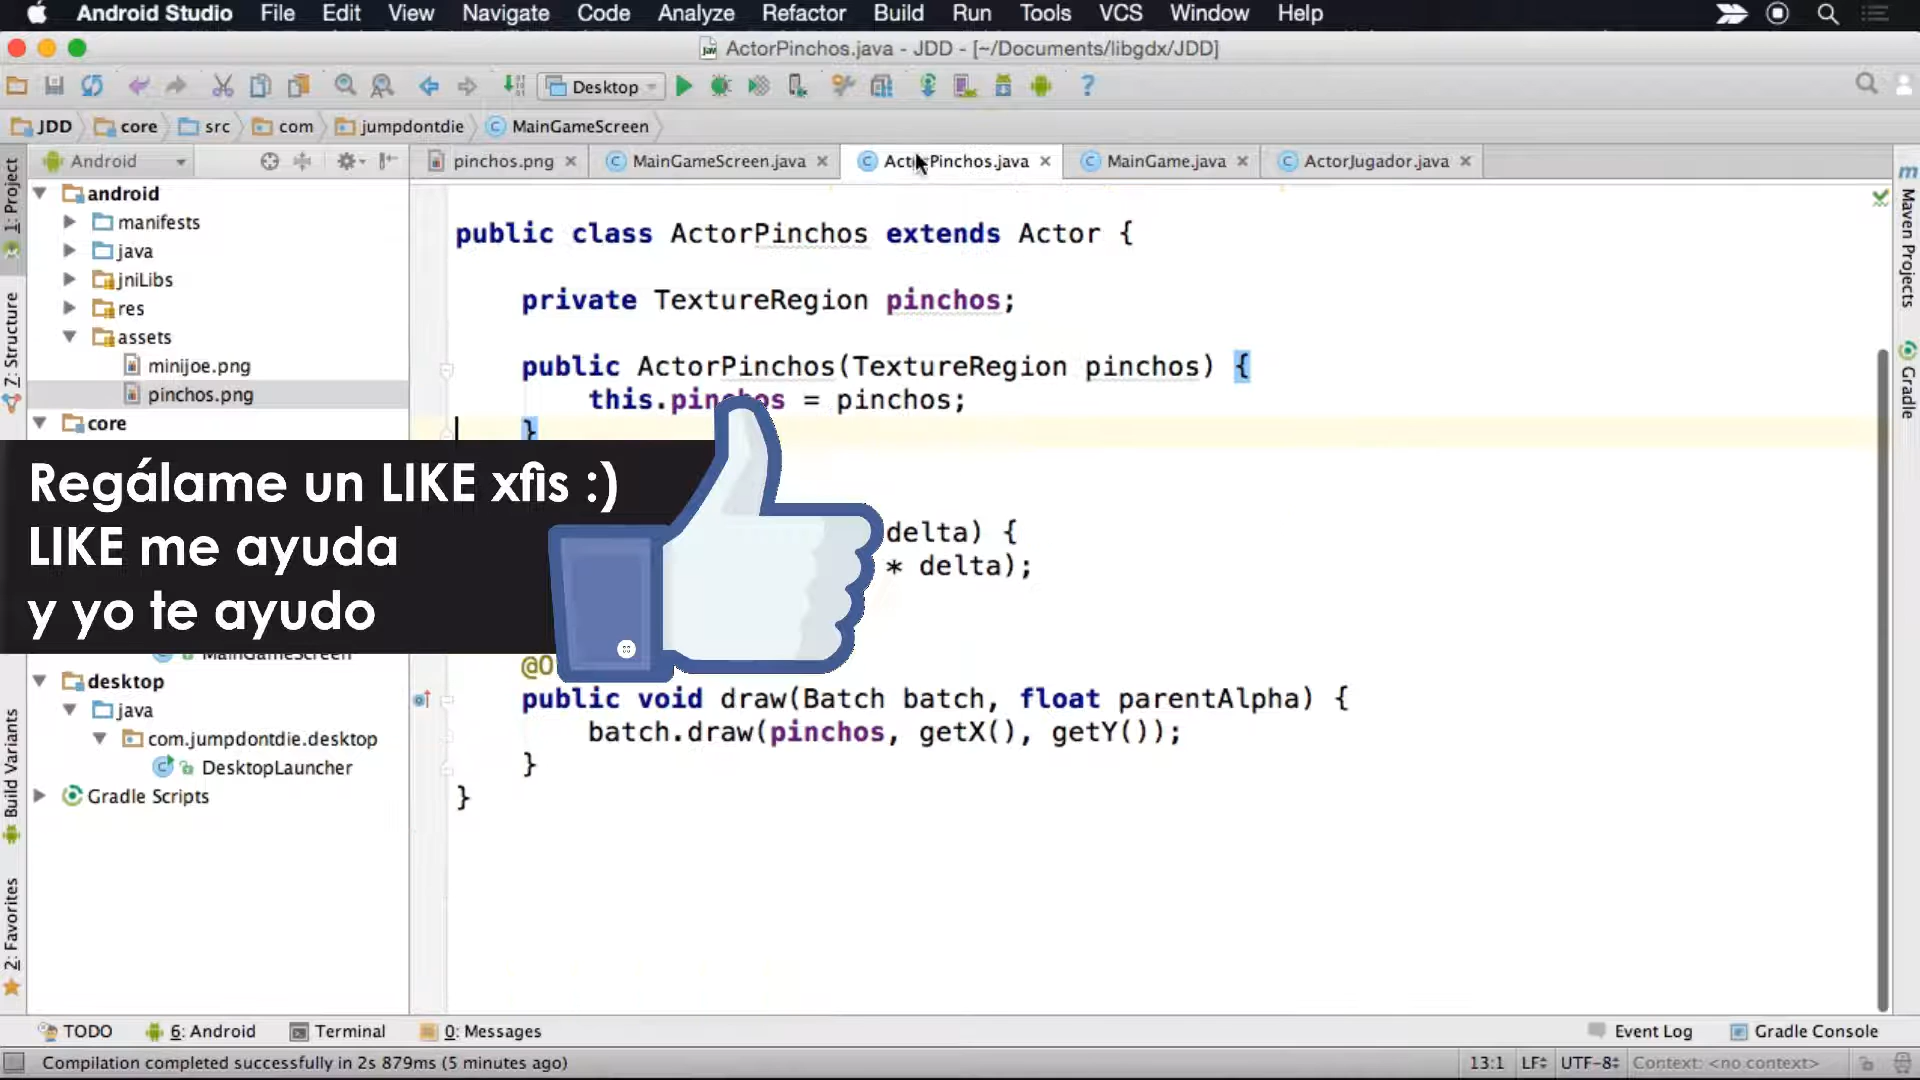 Android Studio File Edit View Navigate Code Analyze Refactor Build Run Tools VCS Window Help
ActorPinchos.java - JDD - [~/Documents/libgdx/JDD]
Desktop
JDD core src com jumpdontdie MainGameScreen
Android
pinchos.png MainGameScreen.java ActorPinchos.java MainGame.java ActorJugador.java
1: Project
7: Structure
Build Variants
2: Favorites
android
manifests
java
jniLibs
res
assets
minijoe.png
pinchos.png
core
MainGameScreen
desktop
java
com.jumpdontdie.desktop
DesktopLauncher
Gradle Scripts
public class ActorPinchos extends Actor {
private TextureRegion pinchos;
public ActorPinchos(TextureRegion pinchos) {
this.pinchos = pinchos;
}
delta) {
* delta);
@O
public void draw(Batch batch, float parentAlpha) {
batch.draw(pinchos, getX(), getY());
}
}
Regálame un LIKE xfis :)
LIKE me ayuda
y yo te ayudo
Maven Projects
Gradle
TODO 6: Android Terminal 0: Messages Event Log Gradle Console
Compilation completed successfully in 2s 879ms (5 minutes ago) 13:1 LF UTF-8 Context: <no context>